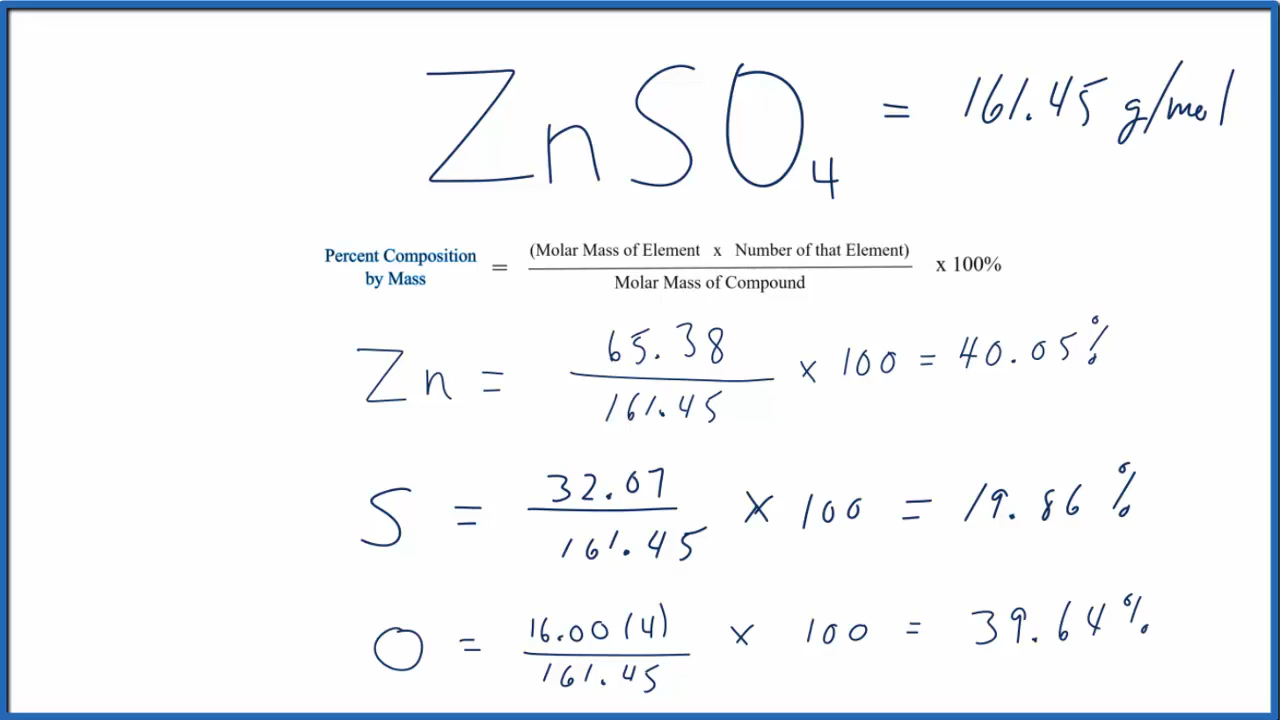 ZnSO₄ = 161.45 g/mol
Percent Composition by Mass = (Molar Mass of Element x Number of that Element) / Molar Mass of Compound x 100%
Zn = 65.38 / 161.45 x 100 = 40.05%
S = 32.07 / 161.45 x 100 = 19.86%
O = 16.00(4) / 161.45 x 100 = 39.64%